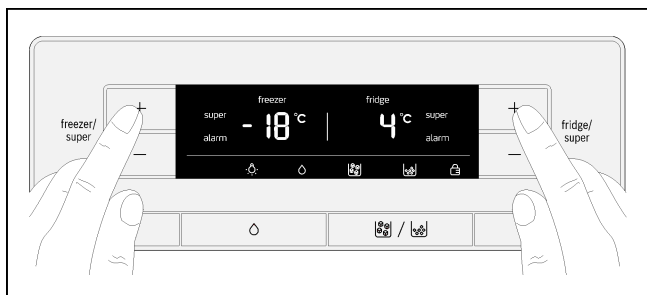 freezer
fridge
super
-18 °C
4 °C
super
alarm
alarm
+
+
freezer/
super
fridge/
super
−
−
/